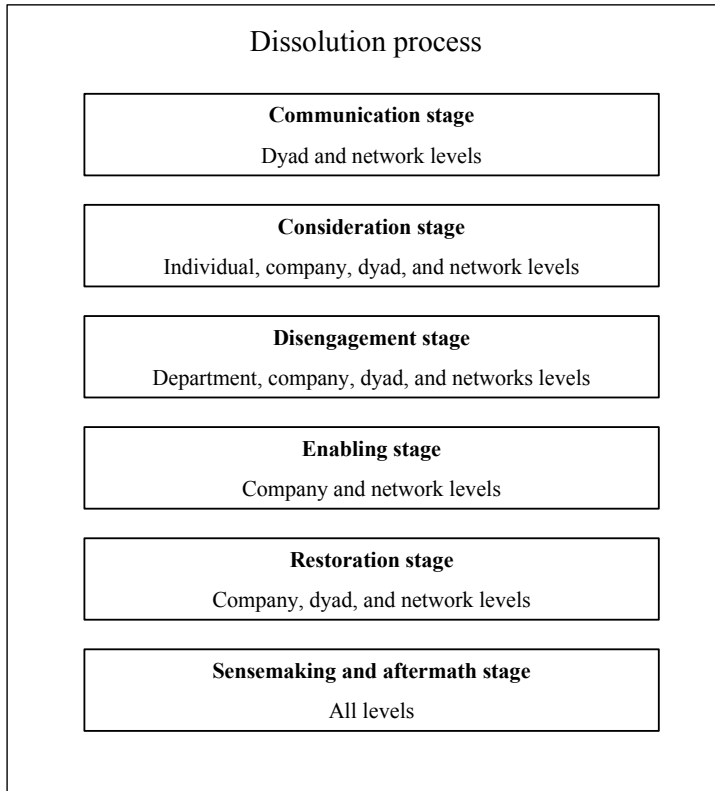 Dissolution process
Communication stage
Dyad and network levels
Consideration stage
Individual, company, dyad, and network levels
Disengagement stage
Department, company, dyad, and networks levels
Enabling stage
Company and network levels
Restoration stage
Company, dyad, and network levels
Sensemaking and aftermath stage
All levels